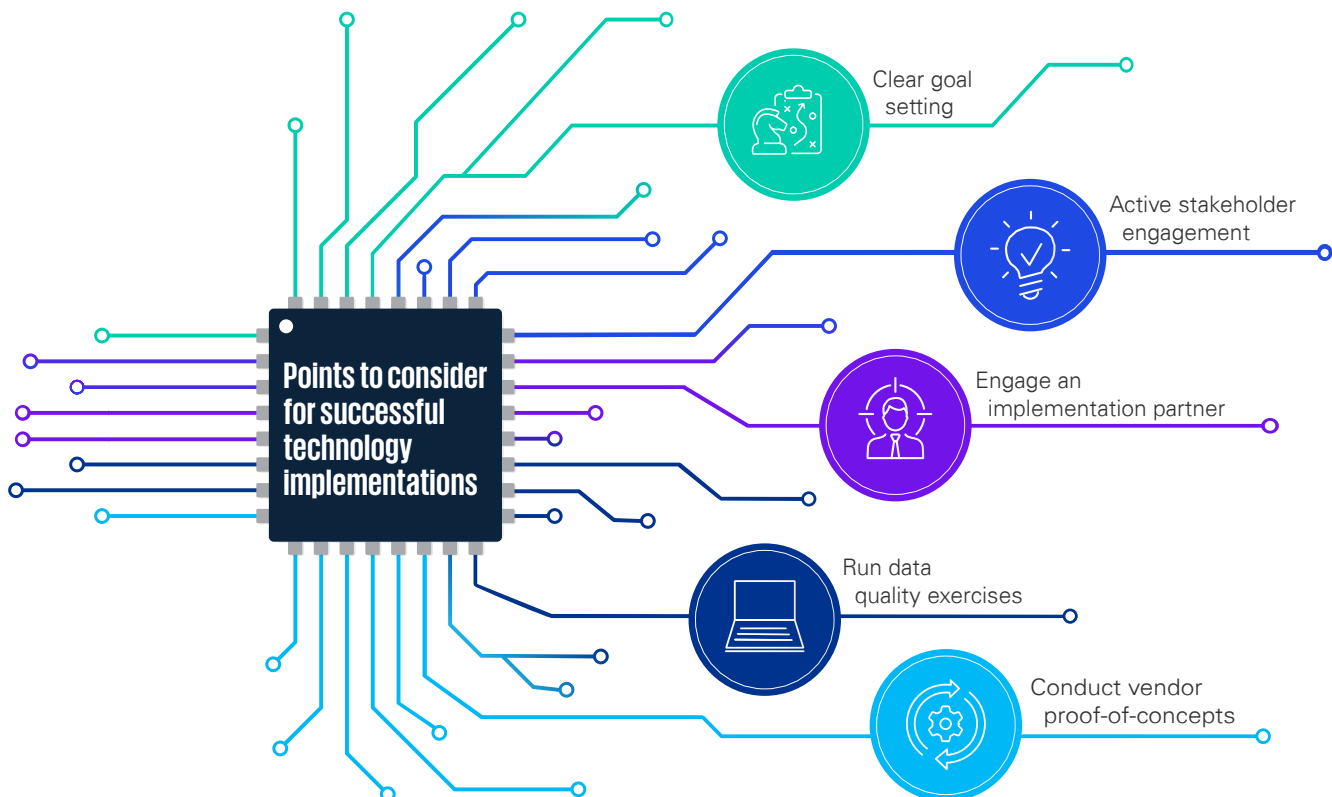 Points to consider
for successful
technology
implementations
Clear goal
setting
Active stakeholder
engagement
Engage an
implementation partner
Run data
quality exercises
Conduct vendor
proof-of-concepts